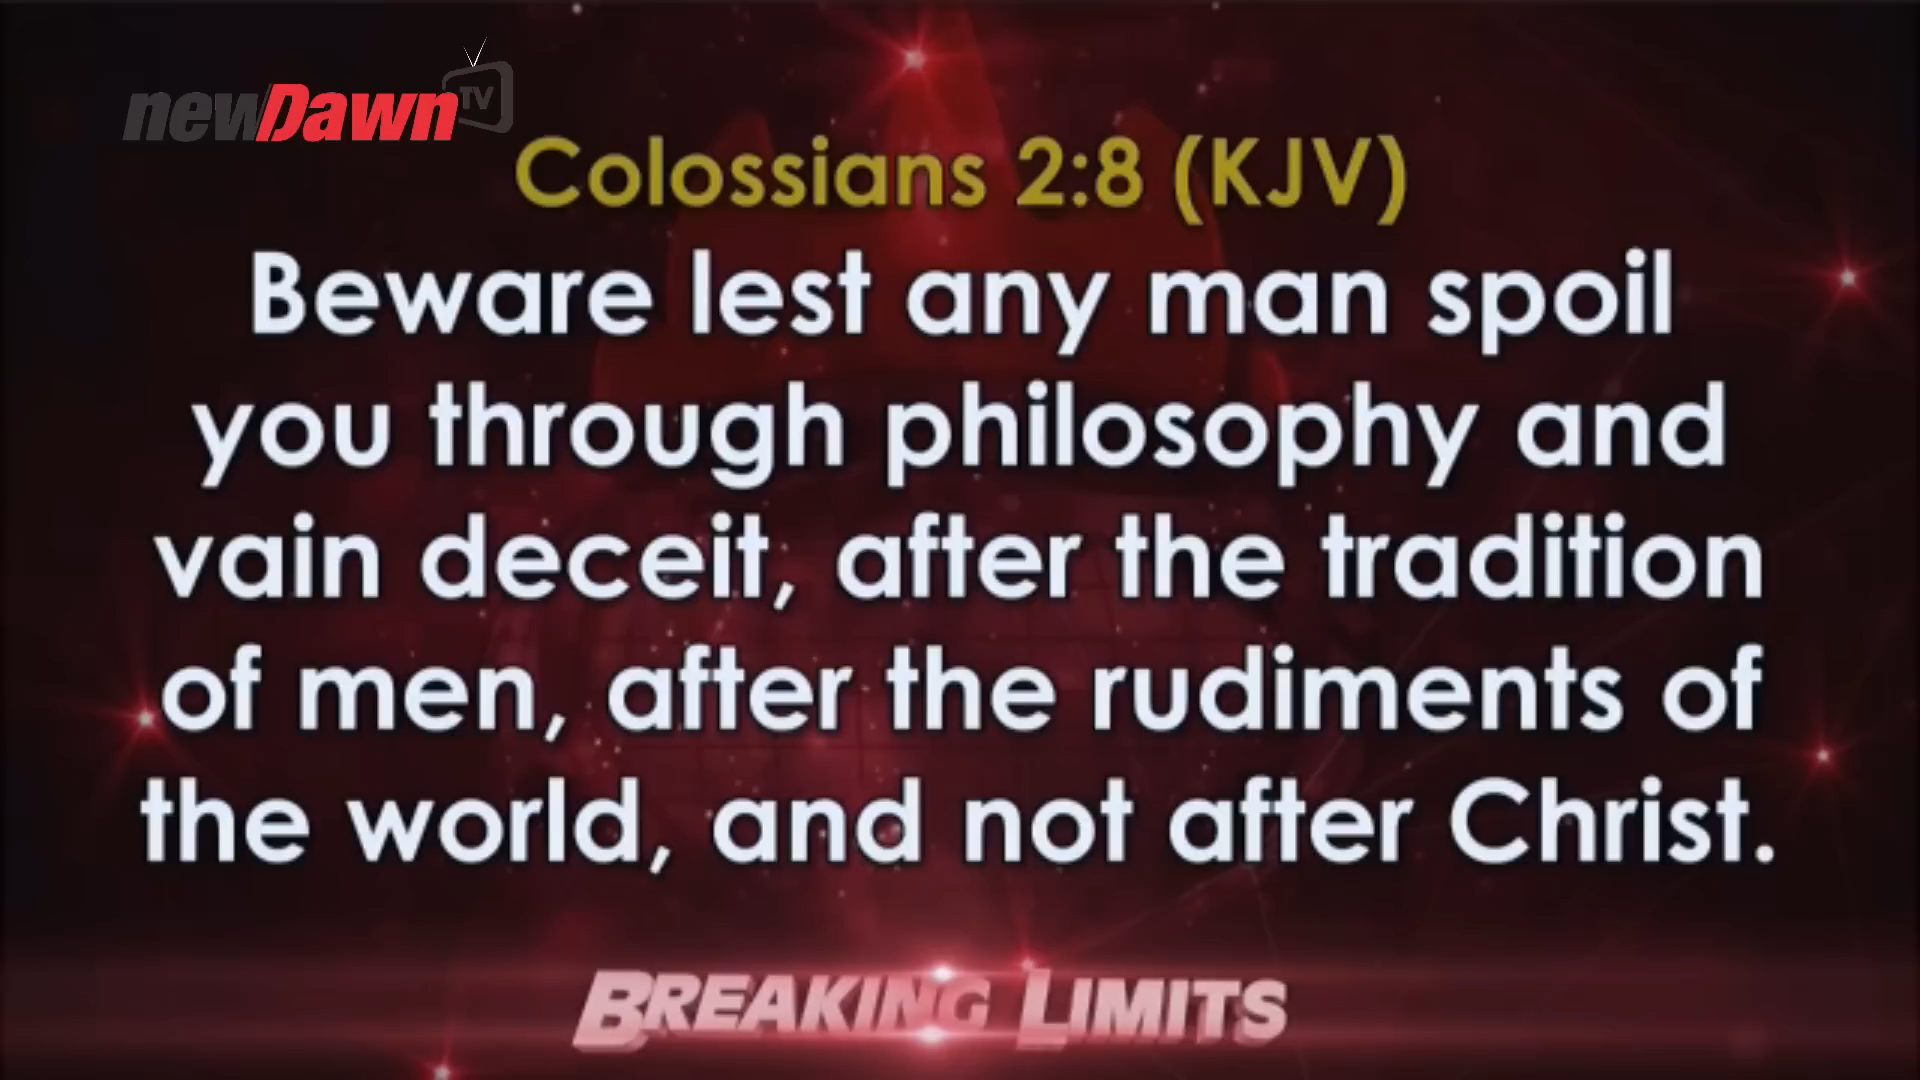 newDawn TV
Colossians 2:8 (KJV)
Beware lest any man spoil
you through philosophy and
vain deceit, after the tradition
of men, after the rudiments of
the world, and not after Christ.
BREAKING LIMITS